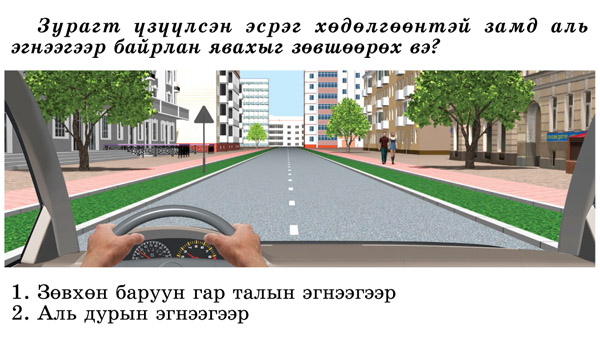 Зурагт үзүүлсэн эсрэг хөдөлгөөнтэй замд аль
эгнээгээр байрлан явахыг зөвшөөрөх вэ?
1. Зөвхөн баруун гар талын эгнээгээр
2. Аль дурын эгнээгээр